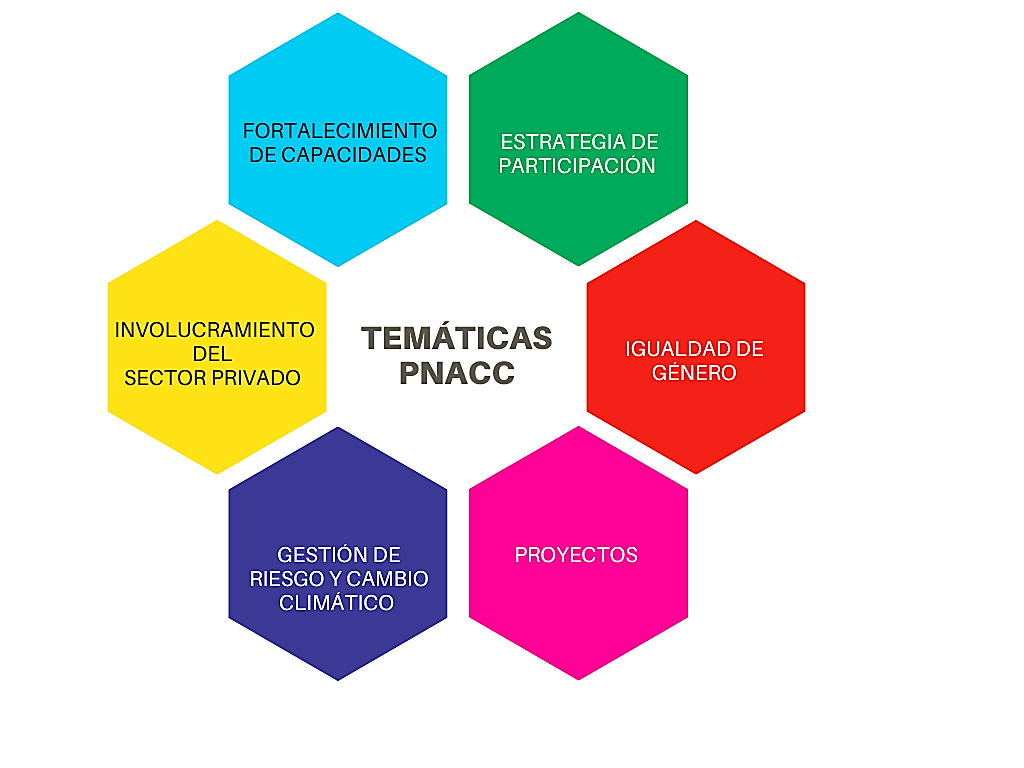 FORTALECIMIENTO
DE CAPACIDADES
ESTRATEGIA DE
PARTICIPACIÓN
INVOLUCRAMIENTO
DEL
SECTOR PRIVADO
TEMÁTICAS
PNACC
IGUALDAD DE
GÉNERO
GESTIÓN DE
RIESGO Y CAMBIO
CLIMÁTICO
PROYECTOS